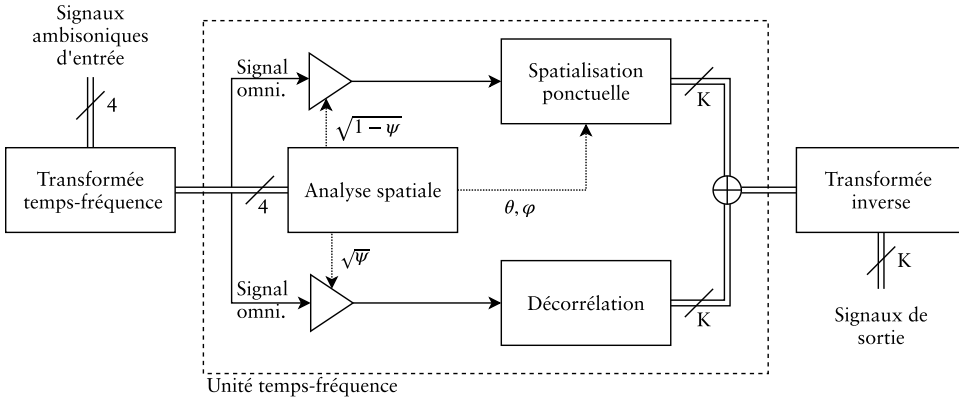 Signaux
ambisoniques
d'entrée
4
Transformée
temps-fréquence
4
Signal
omni.
√1 − ψ
Analyse spatiale
θ, φ
√ψ
Signal
omni.
Spatialisation
ponctuelle
K
Décorrélation
K
Transformée
inverse
K
Signaux de
sortie
Unité temps-fréquence